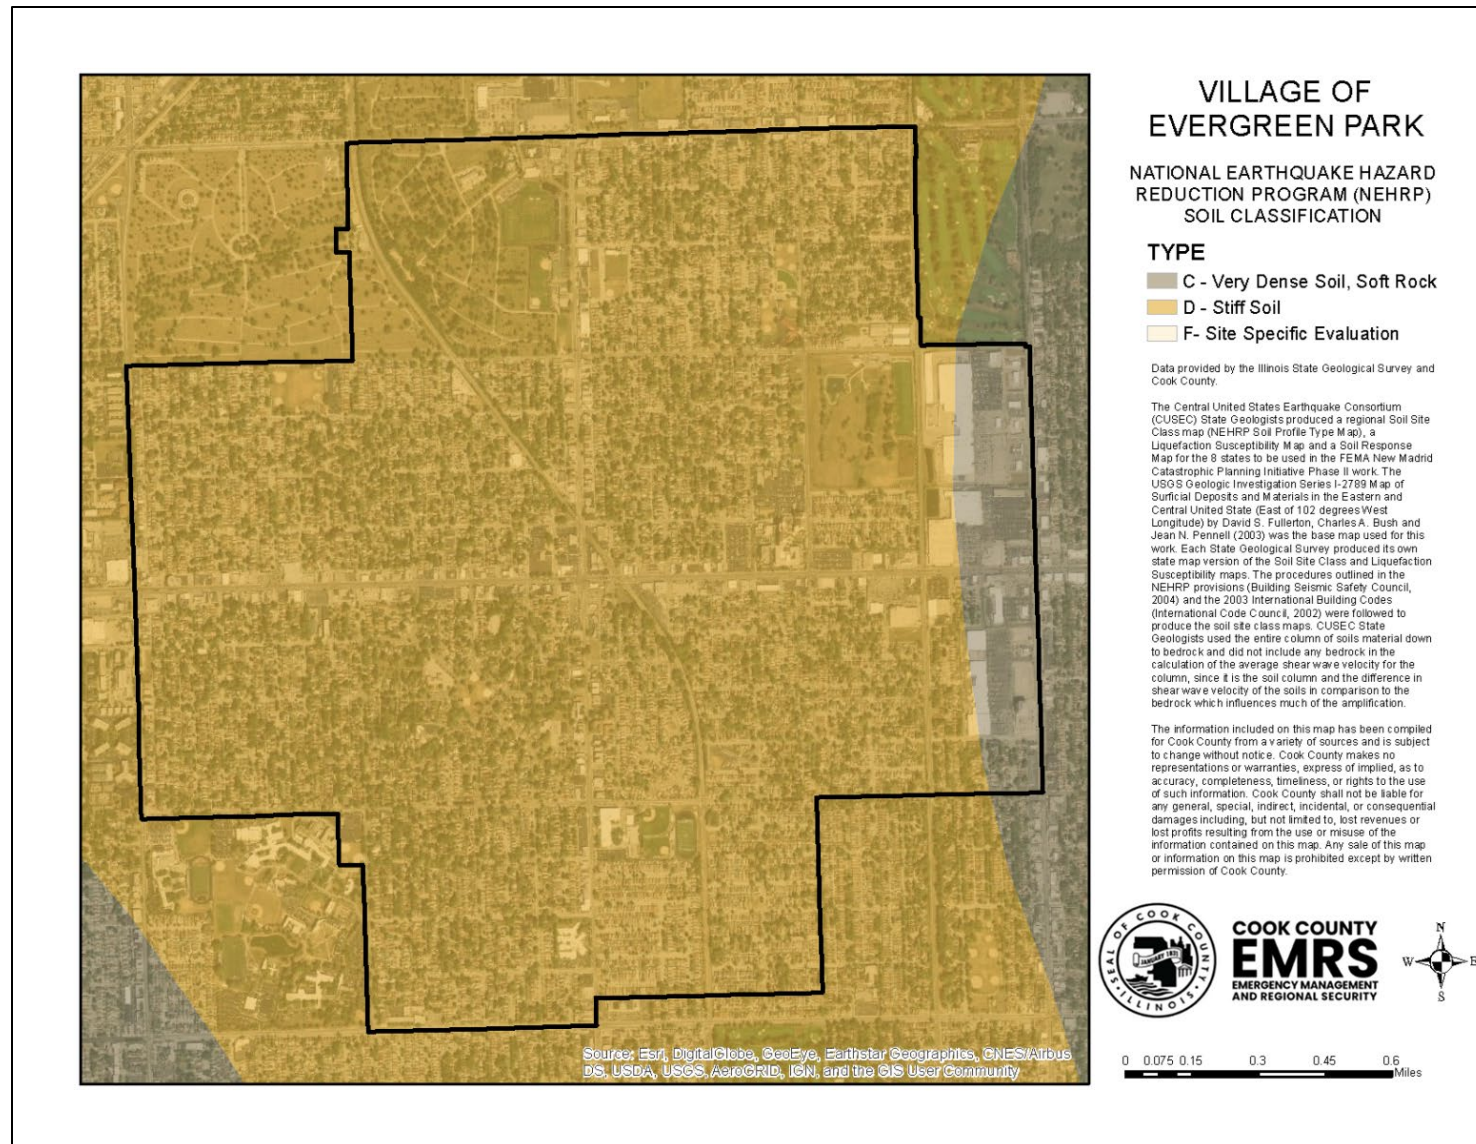 VILLAGE OF
EVERGREEN PARK
NATIONAL EARTHQUAKE HAZARD
REDUCTION PROGRAM (NEHRP)
SOIL CLASSIFICATION
TYPE
C - Very Dense Soil, Soft Rock
D - Stiff Soil
F- Site Specific Evaluation
Data provided by the Illinois State Geological Survey and
Cook County.
The Central United States Earthquake Consortium
(CUSEC) State Geologists produced a regional Soil Site
Class map (NEHRP Soil Profile Type Map), a
Liquefaction Susceptibility Map and a Soil Response
Map for the 8 states to be used in the FEMA New Madrid
Catastrophic Planning Initiative Phase II work. The
USGS Geologic Investigation Series I-2789 Map of
Surficial Deposits and Materials in the Eastern and
Central United State (East of 102 degrees West
Longitude) by David S. Fullerton, Charles A. Bush and
Jean N. Pennell (2003) was the base map used for this
work. Each State Geological Survey produced its own
state map version of the Soil Site Class and Liquefaction
Susceptibility maps. The procedures outlined in the
NEHRP provisions (Building Seismic Safety Council,
2004) and the 2003 International Building Codes
(International Code Council, 2002) were followed to
produce the soil site class maps. CUSEC State
Geologists used the entire column of soils material down
to bedrock and did not include any bedrock in the
calculation of the average shear wave velocity for the
column, since it is the soil column and the difference in
shear wave velocity of the soils in comparison to the
bedrock which influences much of the amplification.
The information included on this map has been compiled
for Cook County from a variety of sources and is subject
to change without notice. Cook County makes no
representations or warranties, express of implied, as to
accuracy, completeness, timeliness, or rights to the use
of such information. Cook County shall not be liable for
any general, special, indirect, incidental, or consequential
damages including, but not limited to, lost revenues or
lost profits resulting from the use or misuse of the
information contained on this map. Any sale of this map
or information on this map is prohibited except by written
permission of Cook County.
SEAL OF COOK COUNTY
JANUARY 1831
ILLINOIS
COOK COUNTY
EMRS
EMERGENCY MANAGEMENT
AND REGIONAL SECURITY
N
W E
S
0 0.075 0.15 0.3 0.45 0.6
Miles
Source: Esri, DigitalGlobe, GeoEye, Earthstar Geographics, CNES/Airbus
DS, USDA, USGS, AeroGRID, IGN, and the GIS User Community